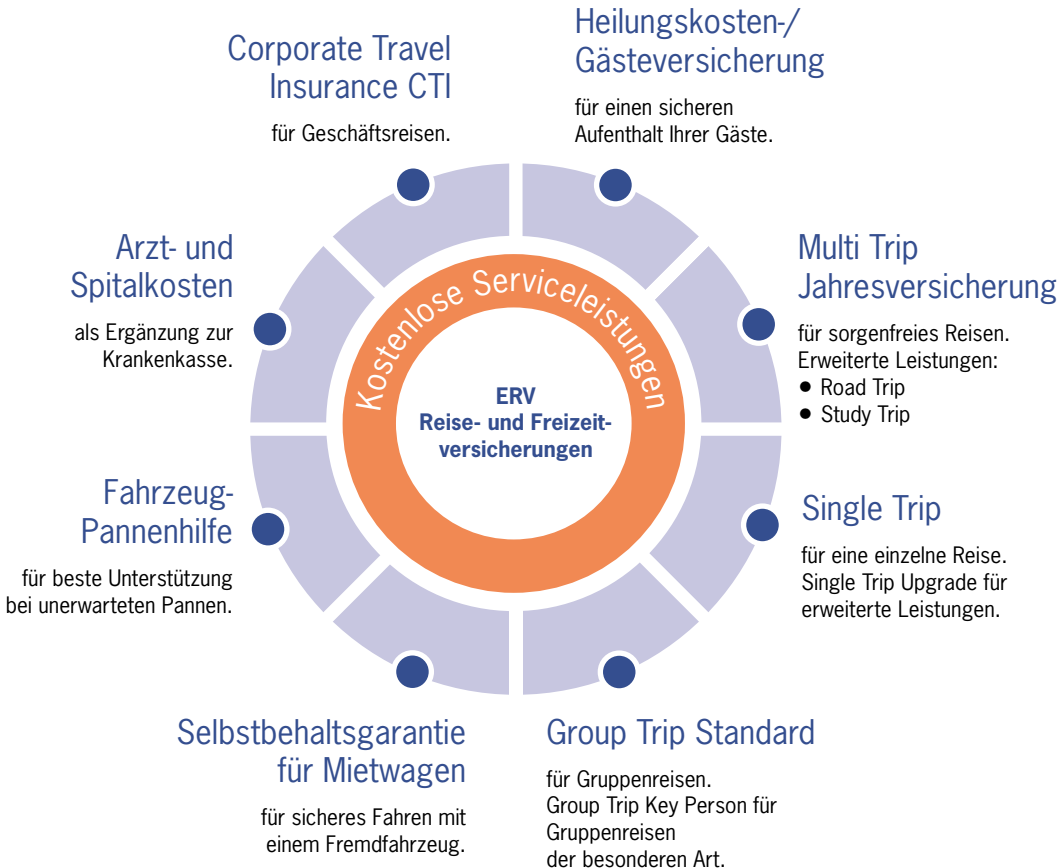 Corporate Travel
Insurance CTI
für Geschäftsreisen.
Heilungskosten-/
Gästeversicherung
für einen sicheren
Aufenthalt Ihrer Gäste.
Arzt- und
Spitalkosten
als Ergänzung zur
Krankenkasse.
Multi Trip
Jahresversicherung
für sorgenfreies Reisen.
Erweiterte Leistungen:
• Road Trip
• Study Trip
Kostenlose Serviceleistungen
ERV
Reise- und Freizeit-
versicherungen
Fahrzeug-
Pannenhilfe
für beste Unterstützung
bei unerwarteten Pannen.
Single Trip
für eine einzelne Reise.
Single Trip Upgrade für
erweiterte Leistungen.
Selbstbehaltsgarantie
für Mietwagen
für sicheres Fahren mit
einem Fremdfahrzeug.
Group Trip Standard
für Gruppenreisen.
Group Trip Key Person für
Gruppenreisen
der besonderen Art.